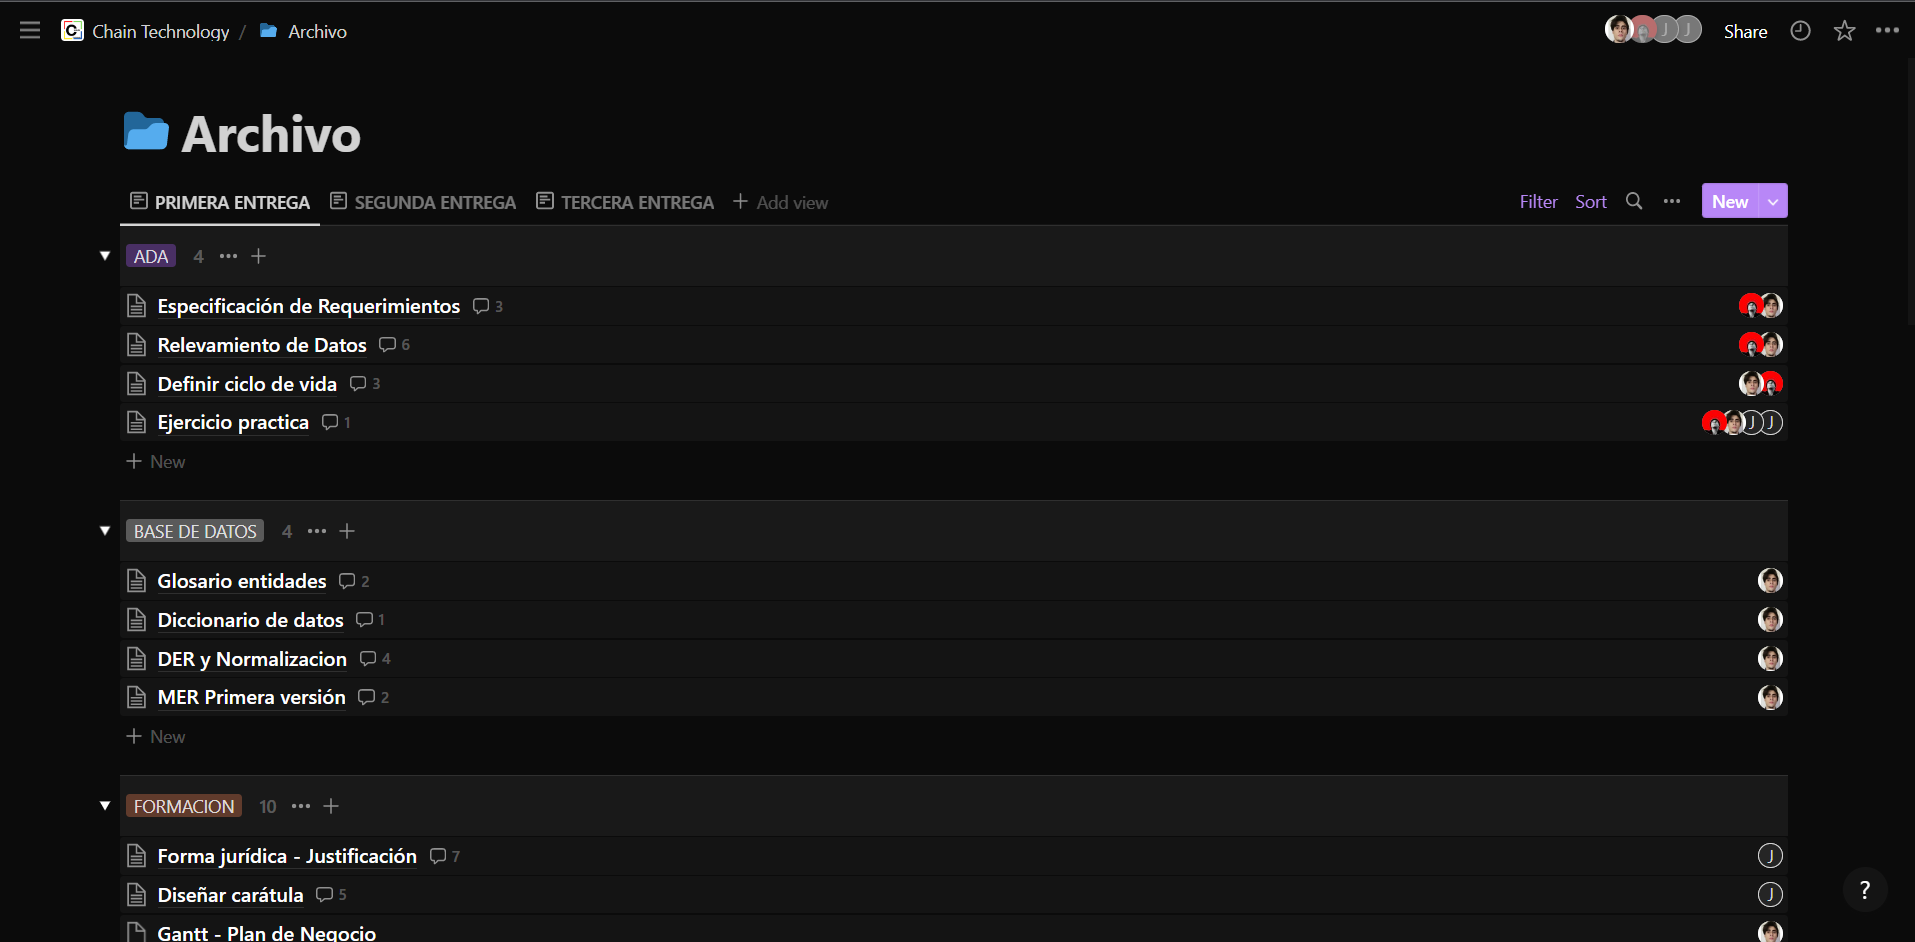 Chain Technology / Archivo
J J Share
Archivo
PRIMERA ENTREGA SEGUNDA ENTREGA TERCERA ENTREGA + Add view
Filter Sort New
ADA 4
Especificación de Requerimientos 3
Relevamiento de Datos 6
Definir ciclo de vida 3
Ejercicio practica 1 J J
+ New
BASE DE DATOS 4
Glosario entidades 2
Diccionario de datos 1
DER y Normalizacion 4
MER Primera versión 2
+ New
FORMACION 10
Forma jurídica - Justificación 7 J
Diseñar carátula 5 J
?
Gantt - Plan de Negocio